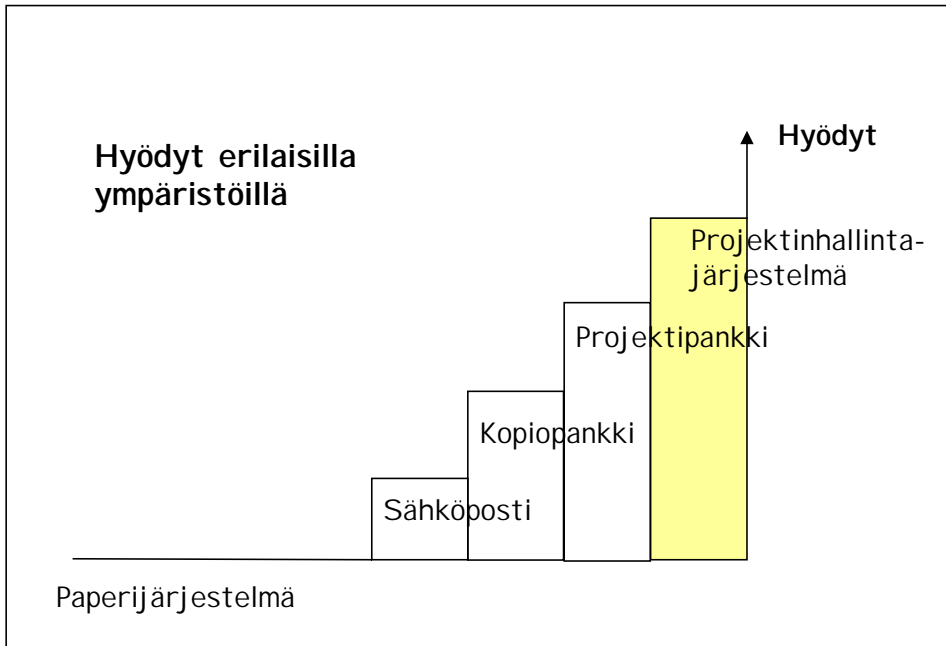 Hyödyt erilaisilla
ympäristöillä
Hyödyt
Projektinhallinta-
järjestelmä
Projektipankki
Kopiopankki
Sähköposti
Paperijärjestelmä